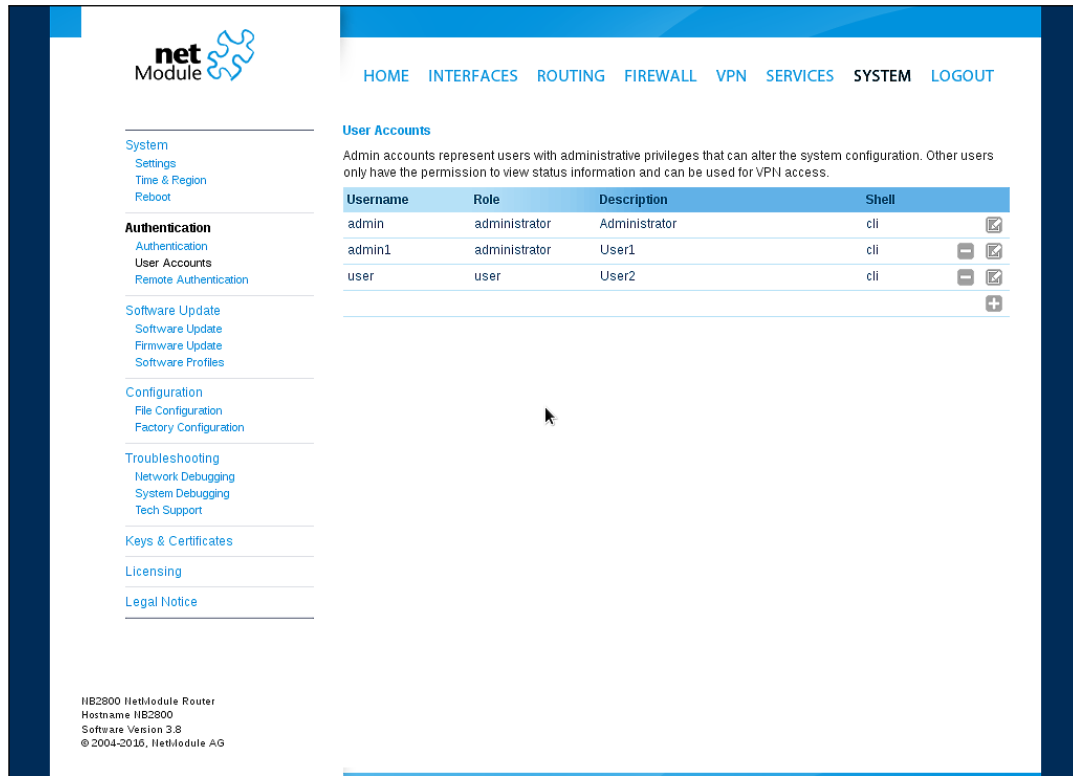 net
Module
HOME INTERFACES ROUTING FIREWALL VPN SERVICES SYSTEM LOGOUT
System
Settings
Time & Region
Reboot
Authentication
Authentication
User Accounts
Remote Authentication
Software Update
Software Update
Firmware Update
Software Profiles
Configuration
File Configuration
Factory Configuration
Troubleshooting
Network Debugging
System Debugging
Tech Support
Keys & Certificates
Licensing
Legal Notice
User Accounts
Admin accounts represent users with administrative privileges that can alter the system configuration. Other users
only have the permission to view status information and can be used for VPN access.
Username Role Description Shell
admin administrator Administrator cli
admin1 administrator User1 cli
user user User2 cli
NB2800 NetModule Router
Hostname NB2800
Software Version 3.8
© 2004-2016, NetModule AG